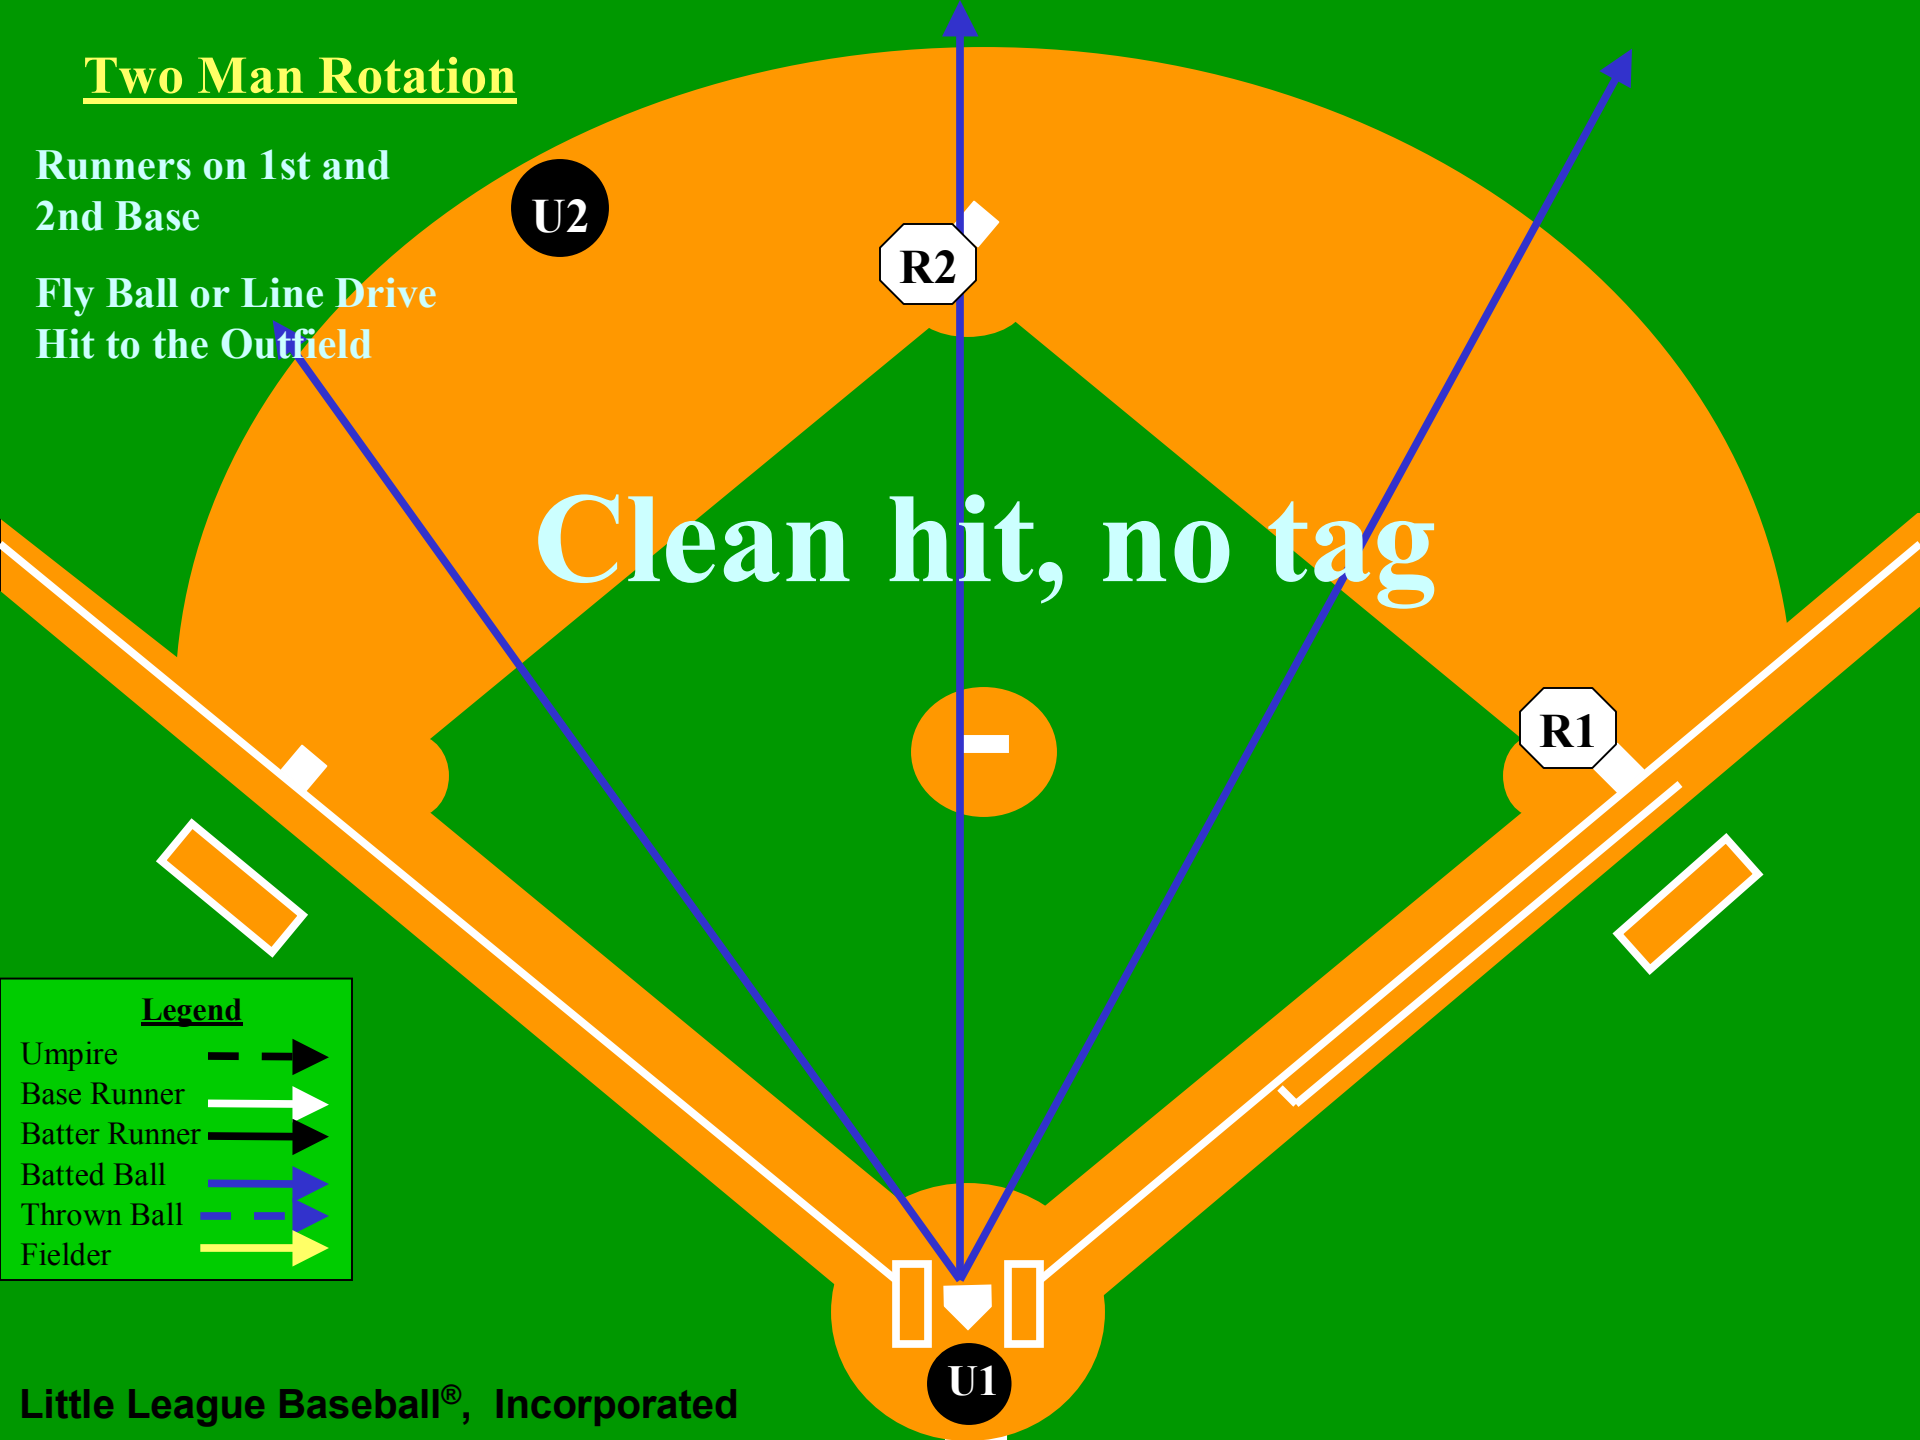 Two Man Rotation
Runners on 1st and
2nd Base
Fly Ball or Line Drive
Hit to the Outfield
U2
R2
Clean hit, no tag
R1
Legend
Umpire
Base Runner
Batter Runner
Batted Ball
Thrown Ball
Fielder
U1
Little League Baseball®, Incorporated